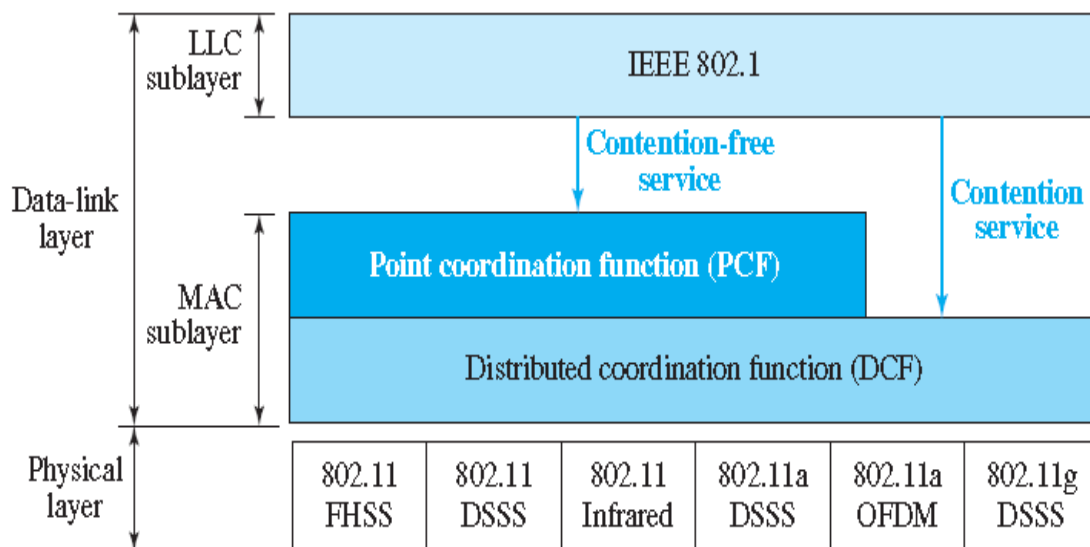 LLC
sublayer
IEEE 802.1
Contention-free
service
Contention
service
Data-link
layer
MAC
sublayer
Point coordination function (PCF)
Distributed coordination function (DCF)
Physical
layer
802.11
FHSS
802.11
DSSS
802.11
Infrared
802.11a
DSSS
802.11a
OFDM
802.11g
DSSS